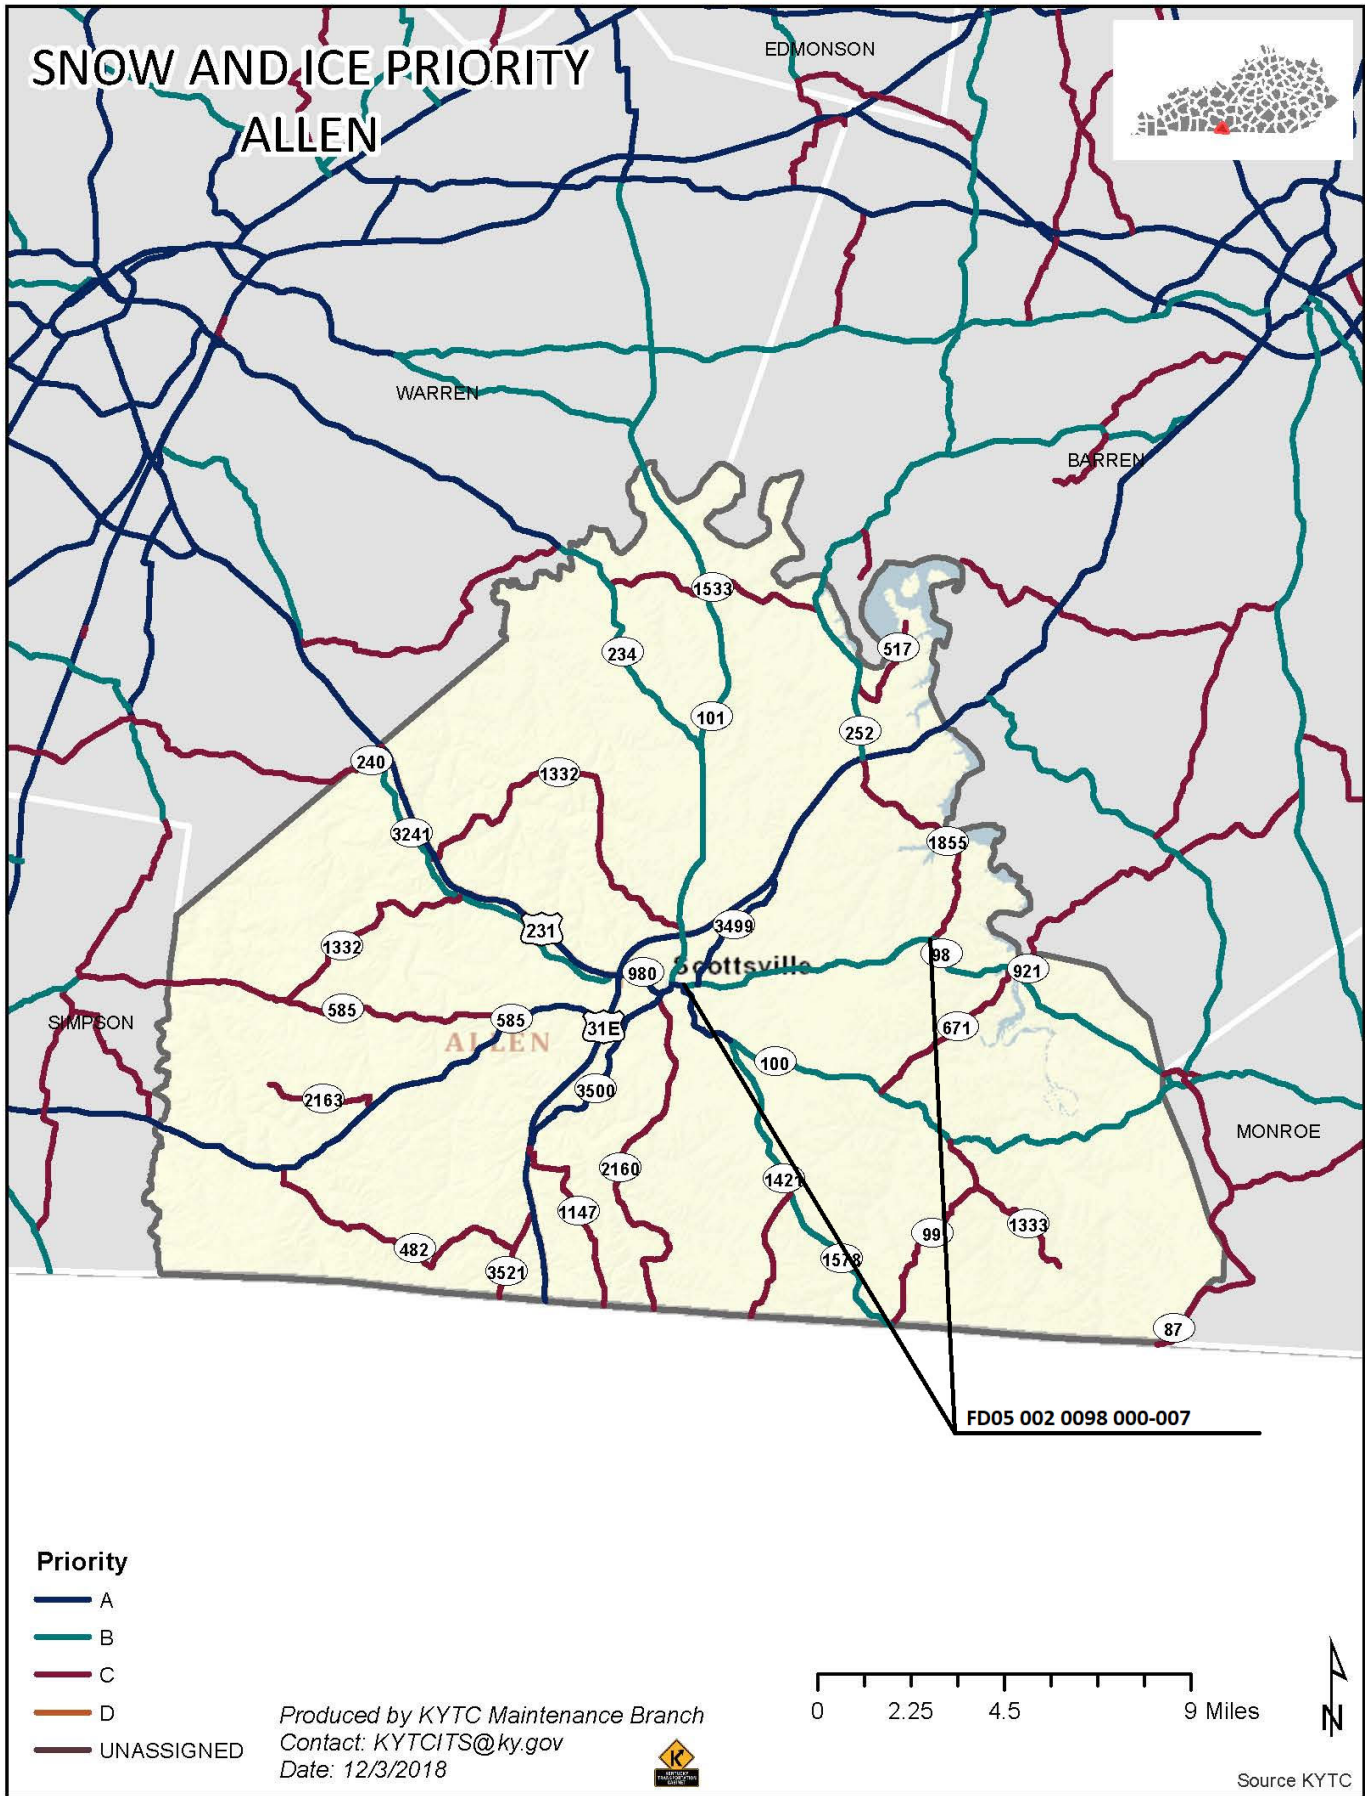 SNOW AND ICE PRIORITY
ALLEN
EDMONSON
WARREN
BARREN
1533
517
234
101
252
240
1332
3241
1855
231
3499
1332
98
980
Scottsville
921
585
585
SIMPSON
31E
671
ALLEN
100
3500
2163
MONROE
2160
1421
1147
99
1333
482
1578
3521
87
FD05 002 0098 000-007
Priority
A
B
C
D
UNASSIGNED
Produced by KYTC Maintenance Branch
Contact: KYTCITS@ky.gov
Date: 12/3/2018
KENTUCKY
TRANSPORTATION
CABINET
0 2.25 4.5 9 Miles
N
Source KYTC